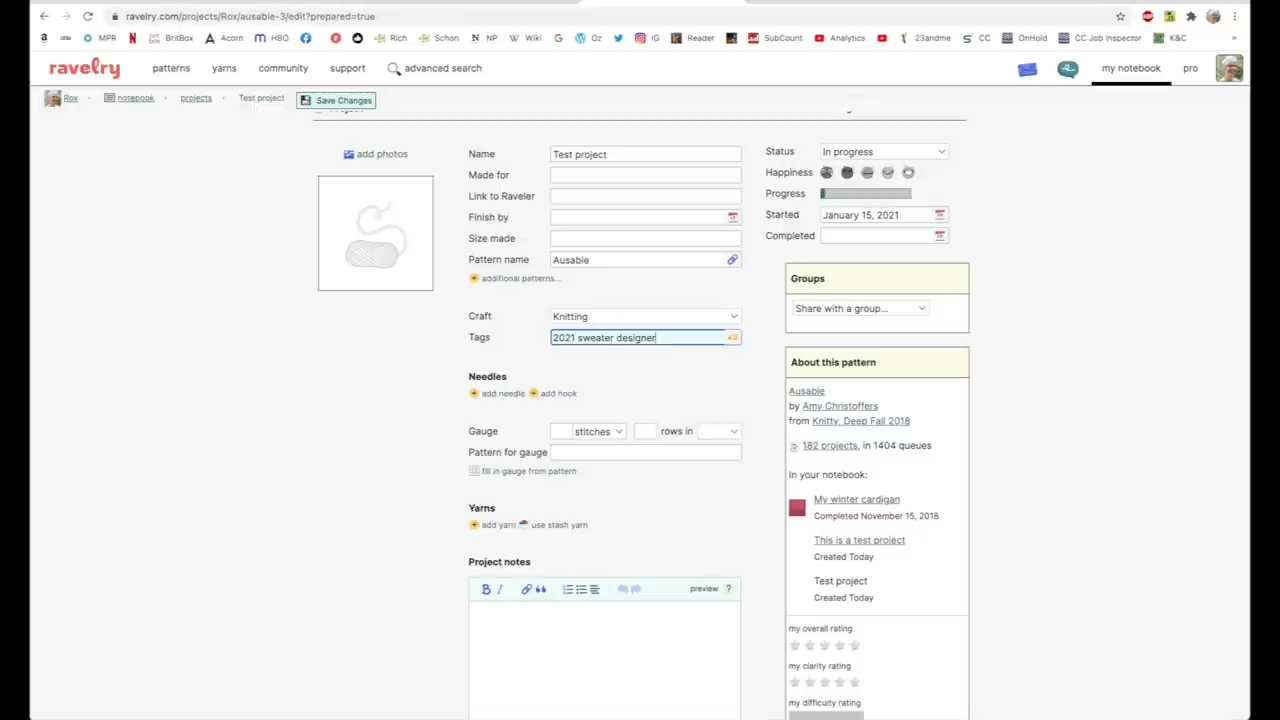 ravelry.com/projects/Rox/ausable-3/edit?prepared=true
MPR
N
BritBox
Acorn
HBO
Rich
Schon
NP
Wiki
Oz
IG
Reader
SubCount
Analytics
23andme
CC
OnHold
CC Job Inspector
K&C
»
ravelry
patterns
yarns
community
support
advanced search
my notebook
pro
Rox
notebook
projects
Test project
Save Changes
add photos
Name
Test project
Made for
Link to Raveler
Finish by
Size made
Pattern name
Ausable
additional patterns...
Craft
Knitting
Tags
2021 sweater designer
Needles
add needle
add hook
Gauge
stitches
rows in
Pattern for gauge
fill in gauge from pattern
Yarns
add yarn
use stash yarn
Project notes
B I
preview ?
Status
In progress
Happiness
Progress
Started
January 15, 2021
Completed
Groups
Share with a group...
About this pattern
Ausable
by Amy Christoffers
from Knitty, Deep Fall 2018
182 projects, in 1404 queues
In your notebook:
My winter cardigan
Completed November 15, 2018
This is a test project
Created Today
Test project
Created Today
my overall rating
my clarity rating
my difficulty rating